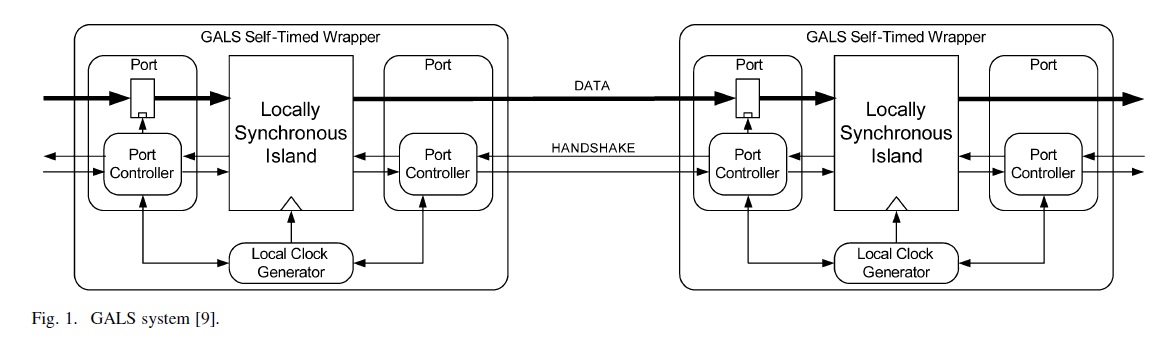 GALS Self-Timed Wrapper
Port
Port
Locally
Synchronous
Island
Port
Controller
Port
Controller
Local Clock
Generator
DATA
HANDSHAKE
GALS Self-Timed Wrapper
Port
Port
Locally
Synchronous
Island
Port
Controller
Port
Controller
Local Clock
Generator
Fig. 1. GALS system [9].